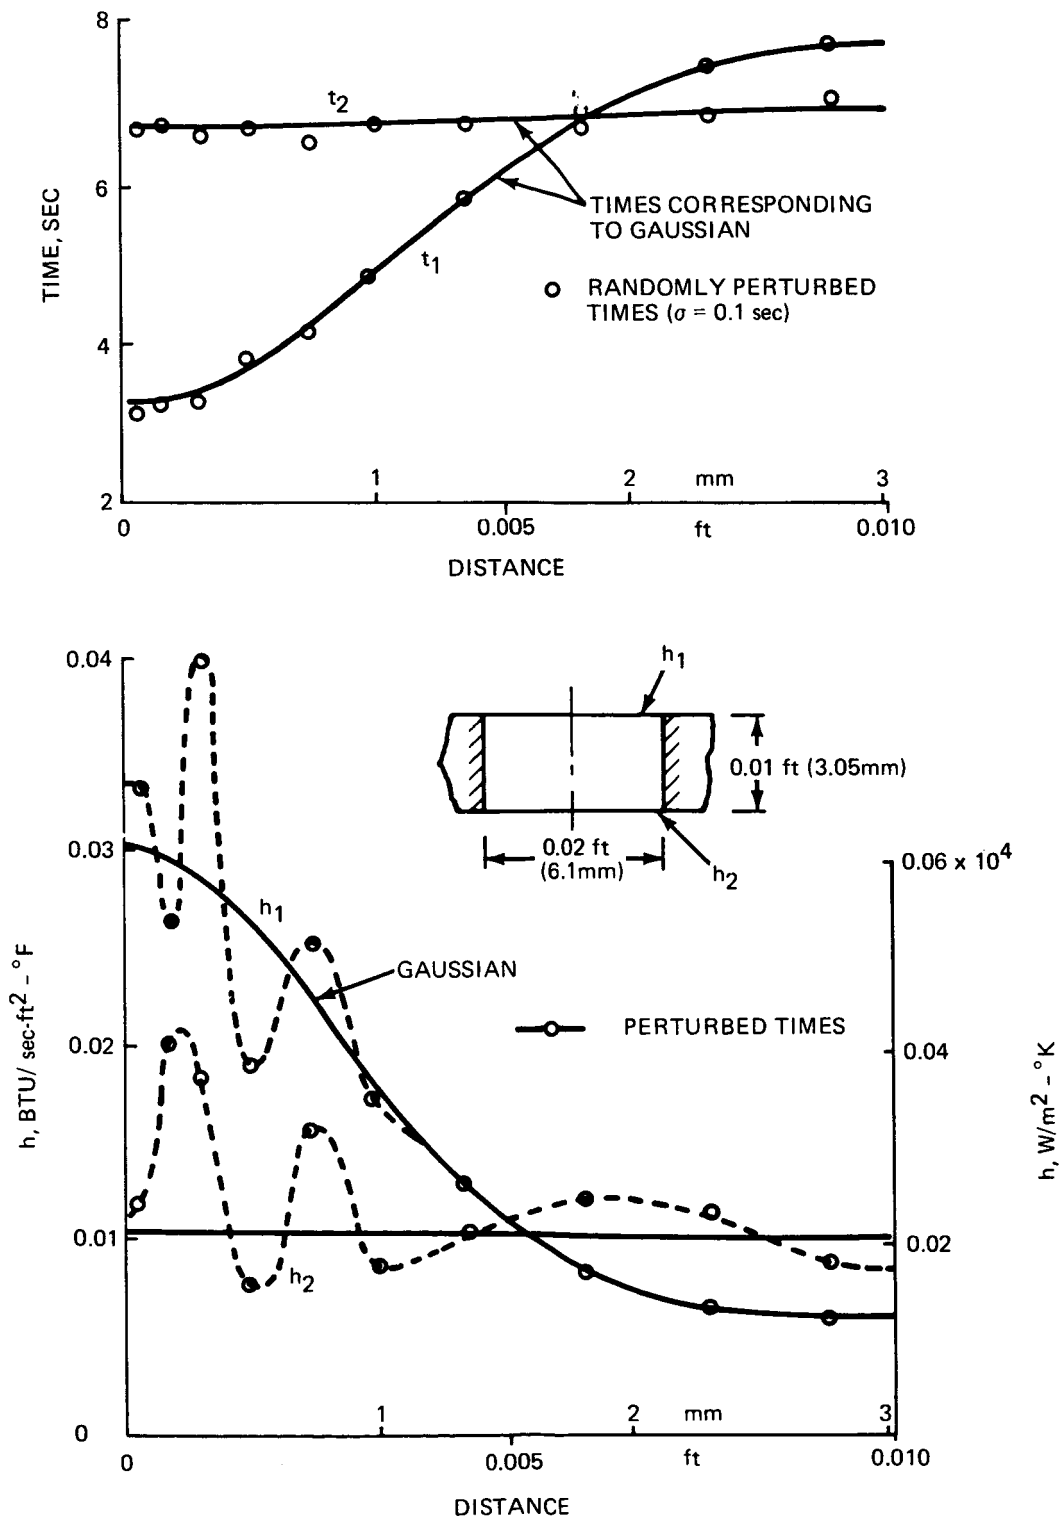 8
6
4
2
TIME, SEC
t2
t1
TIMES CORRESPONDING
TO GAUSSIAN
RANDOMLY PERTURBED
TIMES (σ = 0.1 sec)
1 2 mm 3
0 0.005 ft 0.010
DISTANCE
0.04
0.03
0.02
0.01
0
h, BTU/ sec-ft2 - °F
h1
0.01 ft (3.05mm)
0.02 ft
(6.1mm)
h2
h1
GAUSSIAN
PERTURBED TIMES
h2
0.06 x 10^4
0.04
0.02
h, W/m2 - °K
1 2 mm 3
0 0.005 ft 0.010
DISTANCE